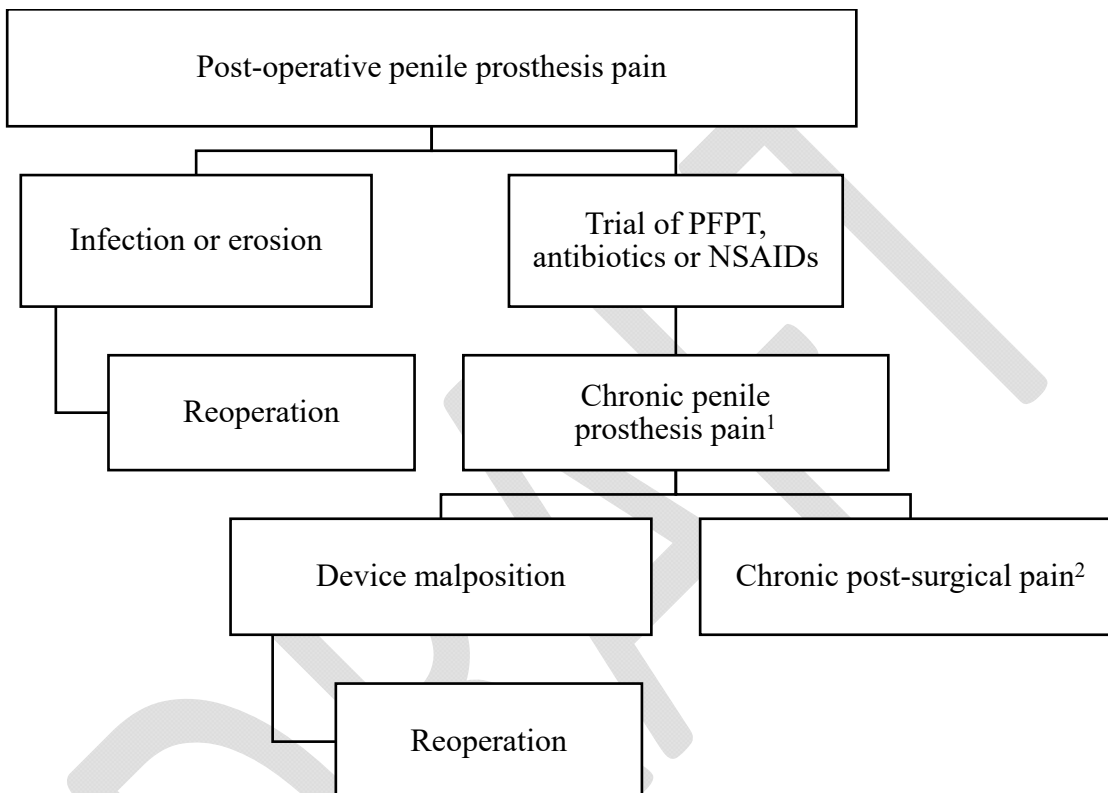 Post-operative penile prosthesis pain
Infection or erosion
Trial of PFPT,
antibiotics or NSAIDs
Reoperation
Chronic penile
prosthesis pain1
Device malposition
Chronic post-surgical pain2
Reoperation
DRAFT